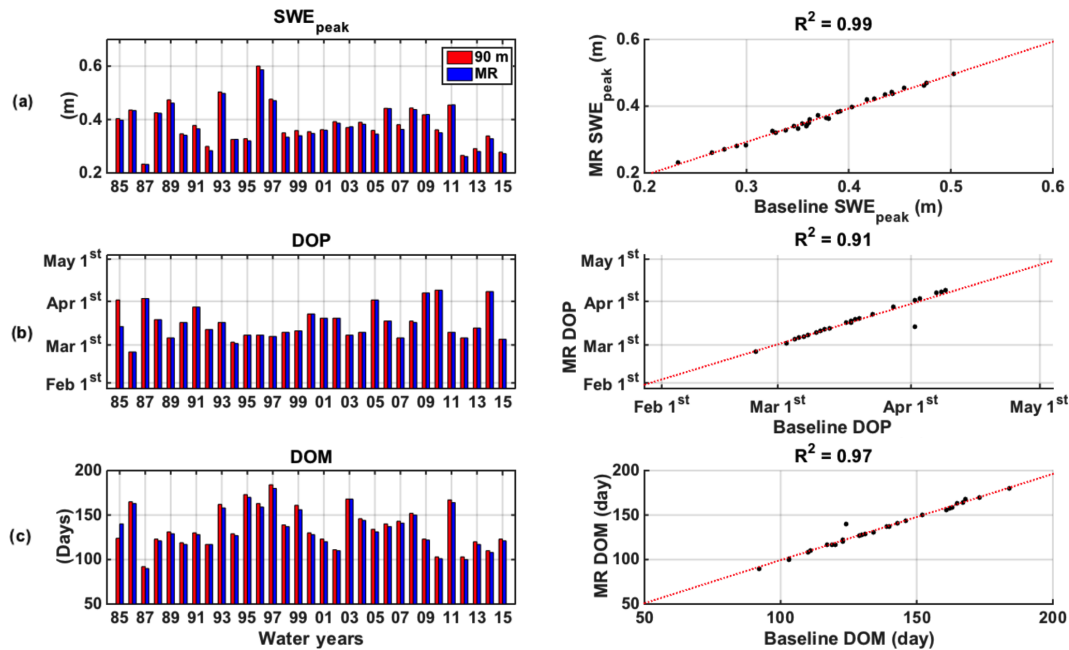 SWEpeak
R2 = 0.99
(a)
(m)
0.6
0.4
0.2
90 m
MR
85 87 89 91 93 95 97 99 01 03 05 07 09 11 13 15
MR SWEpeak (m)
0.6
0.4
0.2
0.2 0.3 0.4 0.5 0.6
Baseline SWEpeak (m)
DOP
R2 = 0.91
(b)
May 1st
Apr 1st
Mar 1st
Feb 1st
85 87 89 91 93 95 97 99 01 03 05 07 09 11 13 15
MR DOP
May 1st
Apr 1st
Mar 1st
Feb 1st
Feb 1st Mar 1st Apr 1st May 1st
Baseline DOP
DOM
R2 = 0.97
(c)
(Days)
200
150
100
50
85 87 89 91 93 95 97 99 01 03 05 07 09 11 13 15
Water years
MR DOM (day)
200
150
100
50
50 100 150 200
Baseline DOM (day)